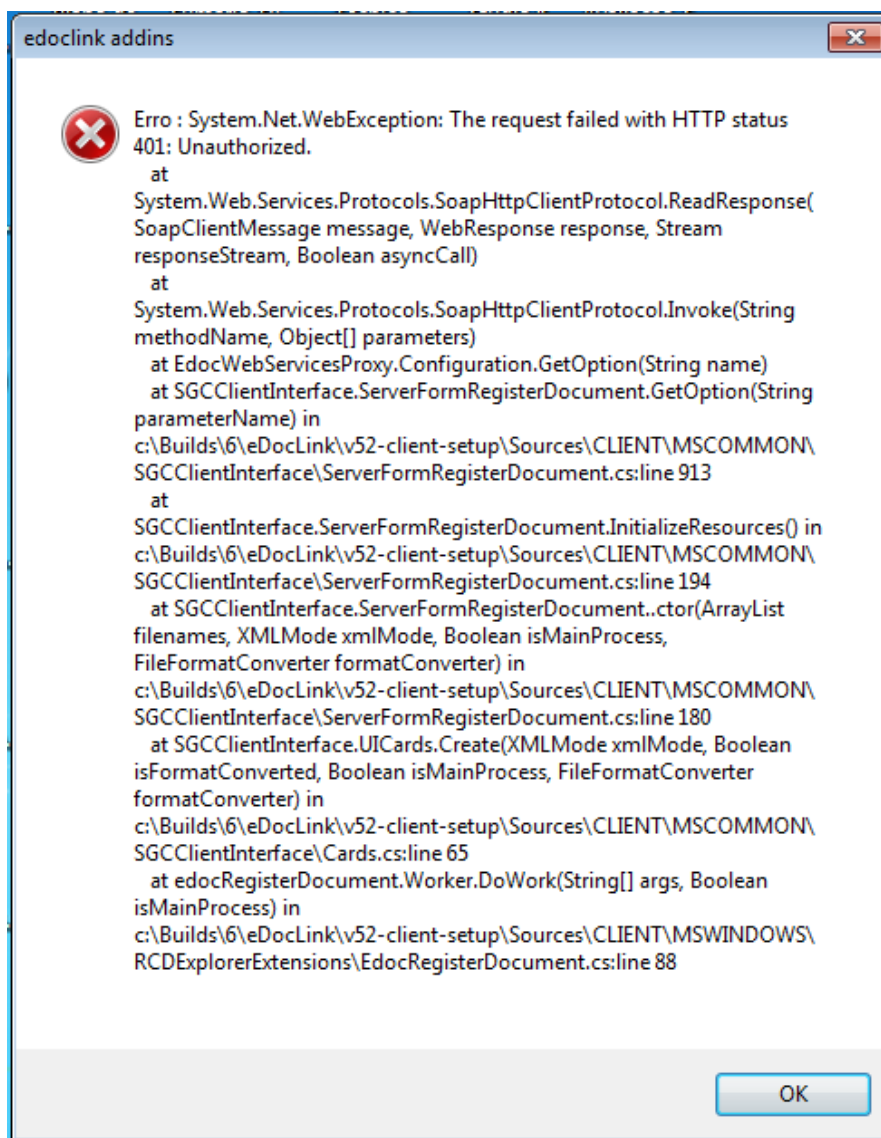 edoclink addins
Erro : System.Net.WebException: The request failed with HTTP status
401: Unauthorized.
at
System.Web.Services.Protocols.SoapHttpClientProtocol.ReadResponse(
SoapClientMessage message, WebResponse response, Stream
responseStream, Boolean asyncCall)
at
System.Web.Services.Protocols.SoapHttpClientProtocol.Invoke(String
methodName, Object[] parameters)
at EdocWebServicesProxy.Configuration.GetOption(String name)
at SGCClientInterface.ServerFormRegisterDocument.GetOption(String
parameterName) in
c:\Builds\6\eDocLink\v52-client-setup\Sources\CLIENT\MSCOMMON\
SGCClientInterface\ServerFormRegisterDocument.cs:line 913
at
SGCClientInterface.ServerFormRegisterDocument.InitializeResources() in
c:\Builds\6\eDocLink\v52-client-setup\Sources\CLIENT\MSCOMMON\
SGCClientInterface\ServerFormRegisterDocument.cs:line 194
at SGCClientInterface.ServerFormRegisterDocument..ctor(ArrayList
filenames, XMLMode xmlMode, Boolean isMainProcess,
FileFormatConverter formatConverter) in
c:\Builds\6\eDocLink\v52-client-setup\Sources\CLIENT\MSCOMMON\
SGCClientInterface\ServerFormRegisterDocument.cs:line 180
at SGCClientInterface.UICards.Create(XMLMode xmlMode, Boolean
isFormatConverted, Boolean isMainProcess, FileFormatConverter
formatConverter) in
c:\Builds\6\eDocLink\v52-client-setup\Sources\CLIENT\MSCOMMON\
SGCClientInterface\Cards.cs:line 65
at edocRegisterDocument.Worker.DoWork(String[] args, Boolean
isMainProcess) in
c:\Builds\6\eDocLink\v52-client-setup\Sources\CLIENT\MSWINDOWS\
RCDExplorerExtensions\EdocRegisterDocument.cs:line 88
OK